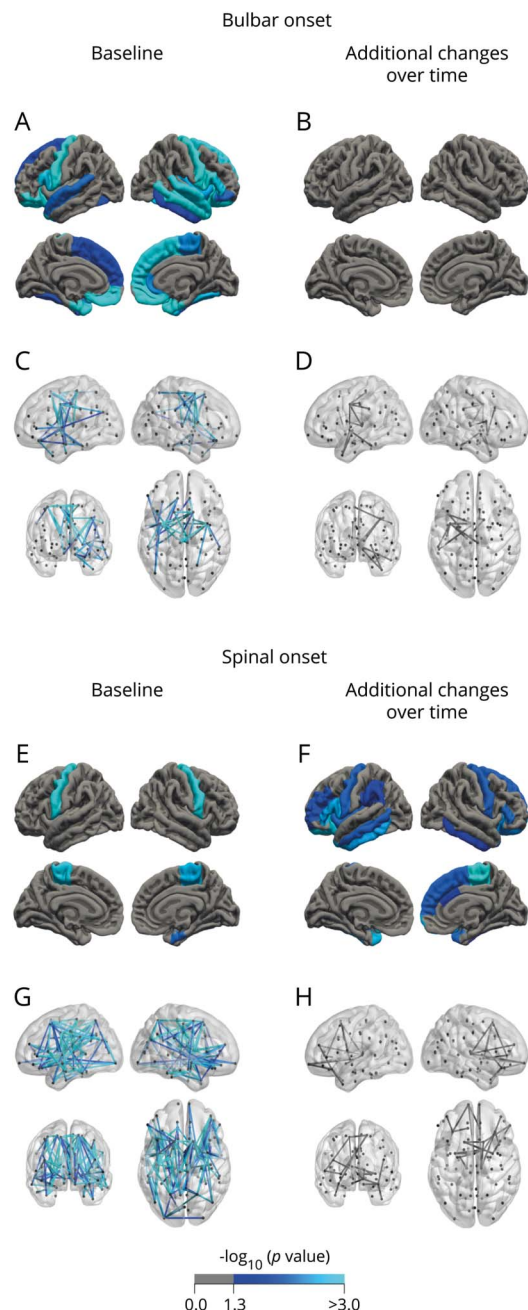 Bulbar onset
Baseline
Additional changes
over time
A
B
C
D
Spinal onset
Baseline
Additional changes
over time
E
F
G
H
-log10 (p value)
0.0 1.3 >3.0